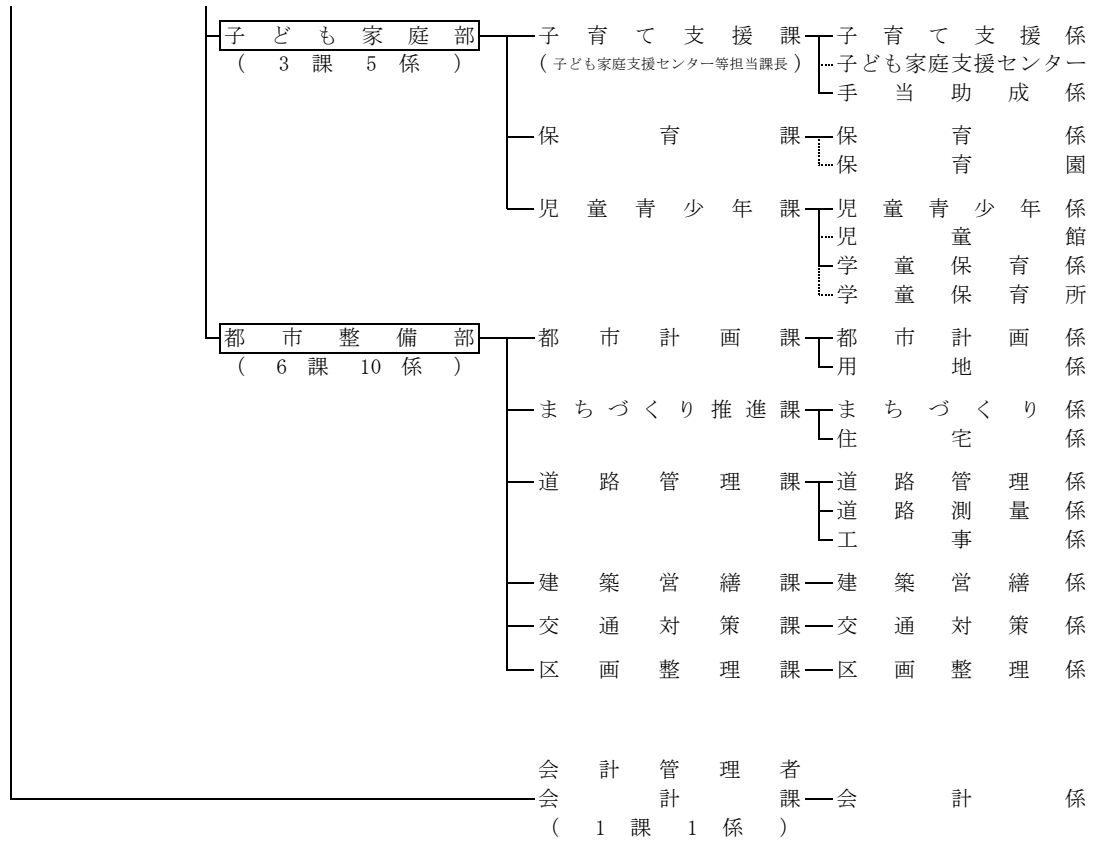 子ども家庭部 子育て支援課 子育て支援係
(3課5係) (子ども家庭支援センター等担当課長) 子ども家庭支援センター
手当助成係
保育課 保育係
保育園
児童青少年課 児童青少年係
児童館
学童保育係
学童保育所
都市整備部 都市計画課 都市計画係
(6課10係) 用地係
まちづくり推進課 まちづくり係
住宅係
道路管理課 道路管理係
道路測量係
工事係
建築営繕課 建築営繕係
交通対策課 交通対策係
区画整理課 区画整理係
会計管理者
会計課 会計係
(1課1係)